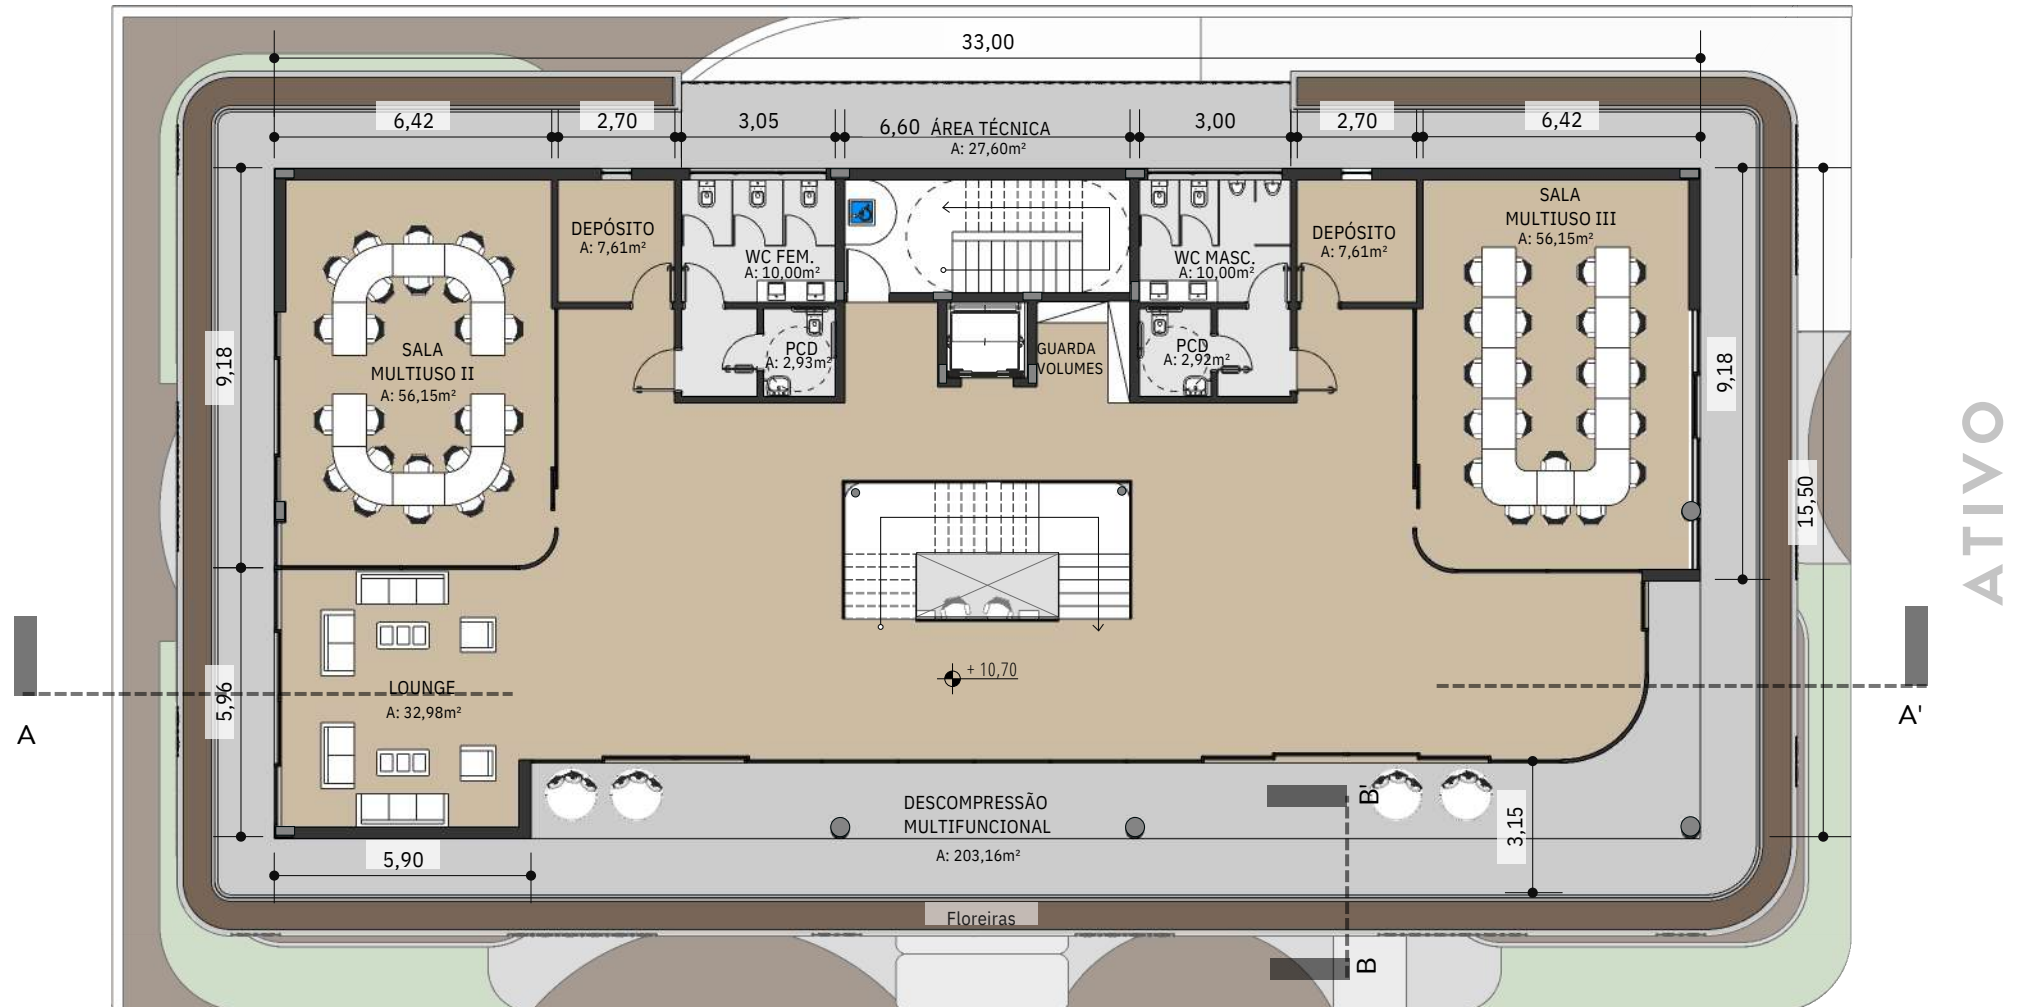 33,00
6,42
2,70
3,05
6,60
ÁREA TÉCNICA
A: 27,60m²
3,00
2,70
6,42
DEPÓSITO
A: 7,61m²
WC FEM.
A: 10,00m²
WC MASC.
A: 10,00m²
DEPÓSITO
A: 7,61m²
SALA
MULTIUSO III
A: 56,15m²
9,18
SALA
MULTIUSO II
A: 56,15m²
PCD
A: 2,93m²
GUARDA
VOLUMES
PCD
A: 2,92m²
9,18
15,50
ATIVO
+ 10,70
5,96
LOUNGE
A: 32,98m²
A
A'
DESCOMPRESSÃO
MULTIFUNCIONAL
A: 203,16m²
B'
3,15
5,90
Floreiras
B